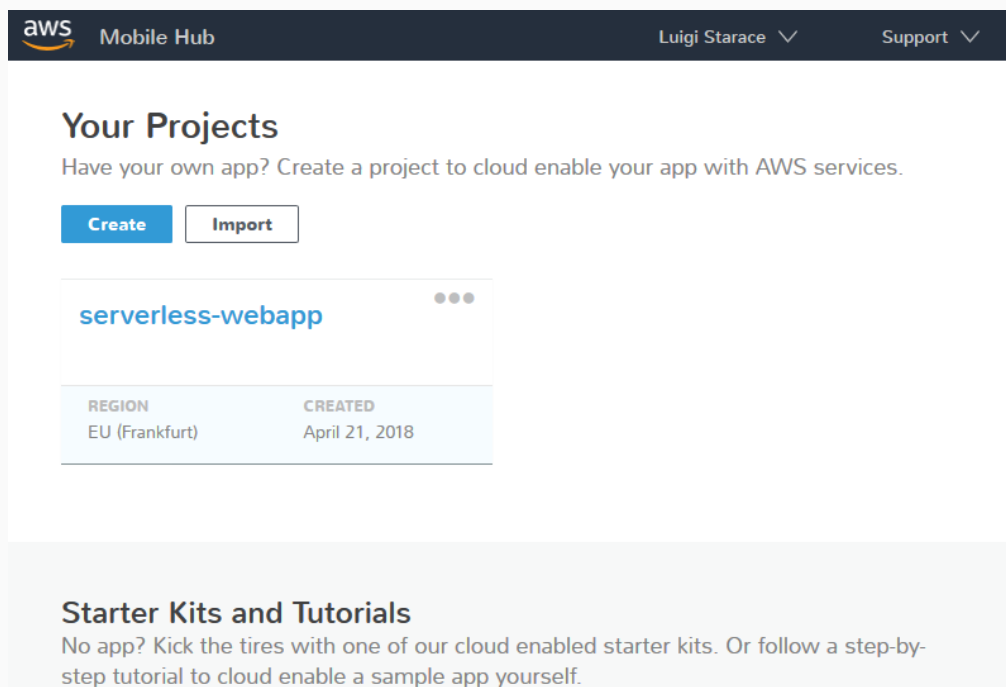 aws Mobile Hub Luigi Starace Support
Your Projects
Have your own app? Create a project to cloud enable your app with AWS services.
Create Import
serverless-webapp
REGION CREATED
EU (Frankfurt) April 21, 2018
Starter Kits and Tutorials
No app? Kick the tires with one of our cloud enabled starter kits. Or follow a step-by-
step tutorial to cloud enable a sample app yourself.